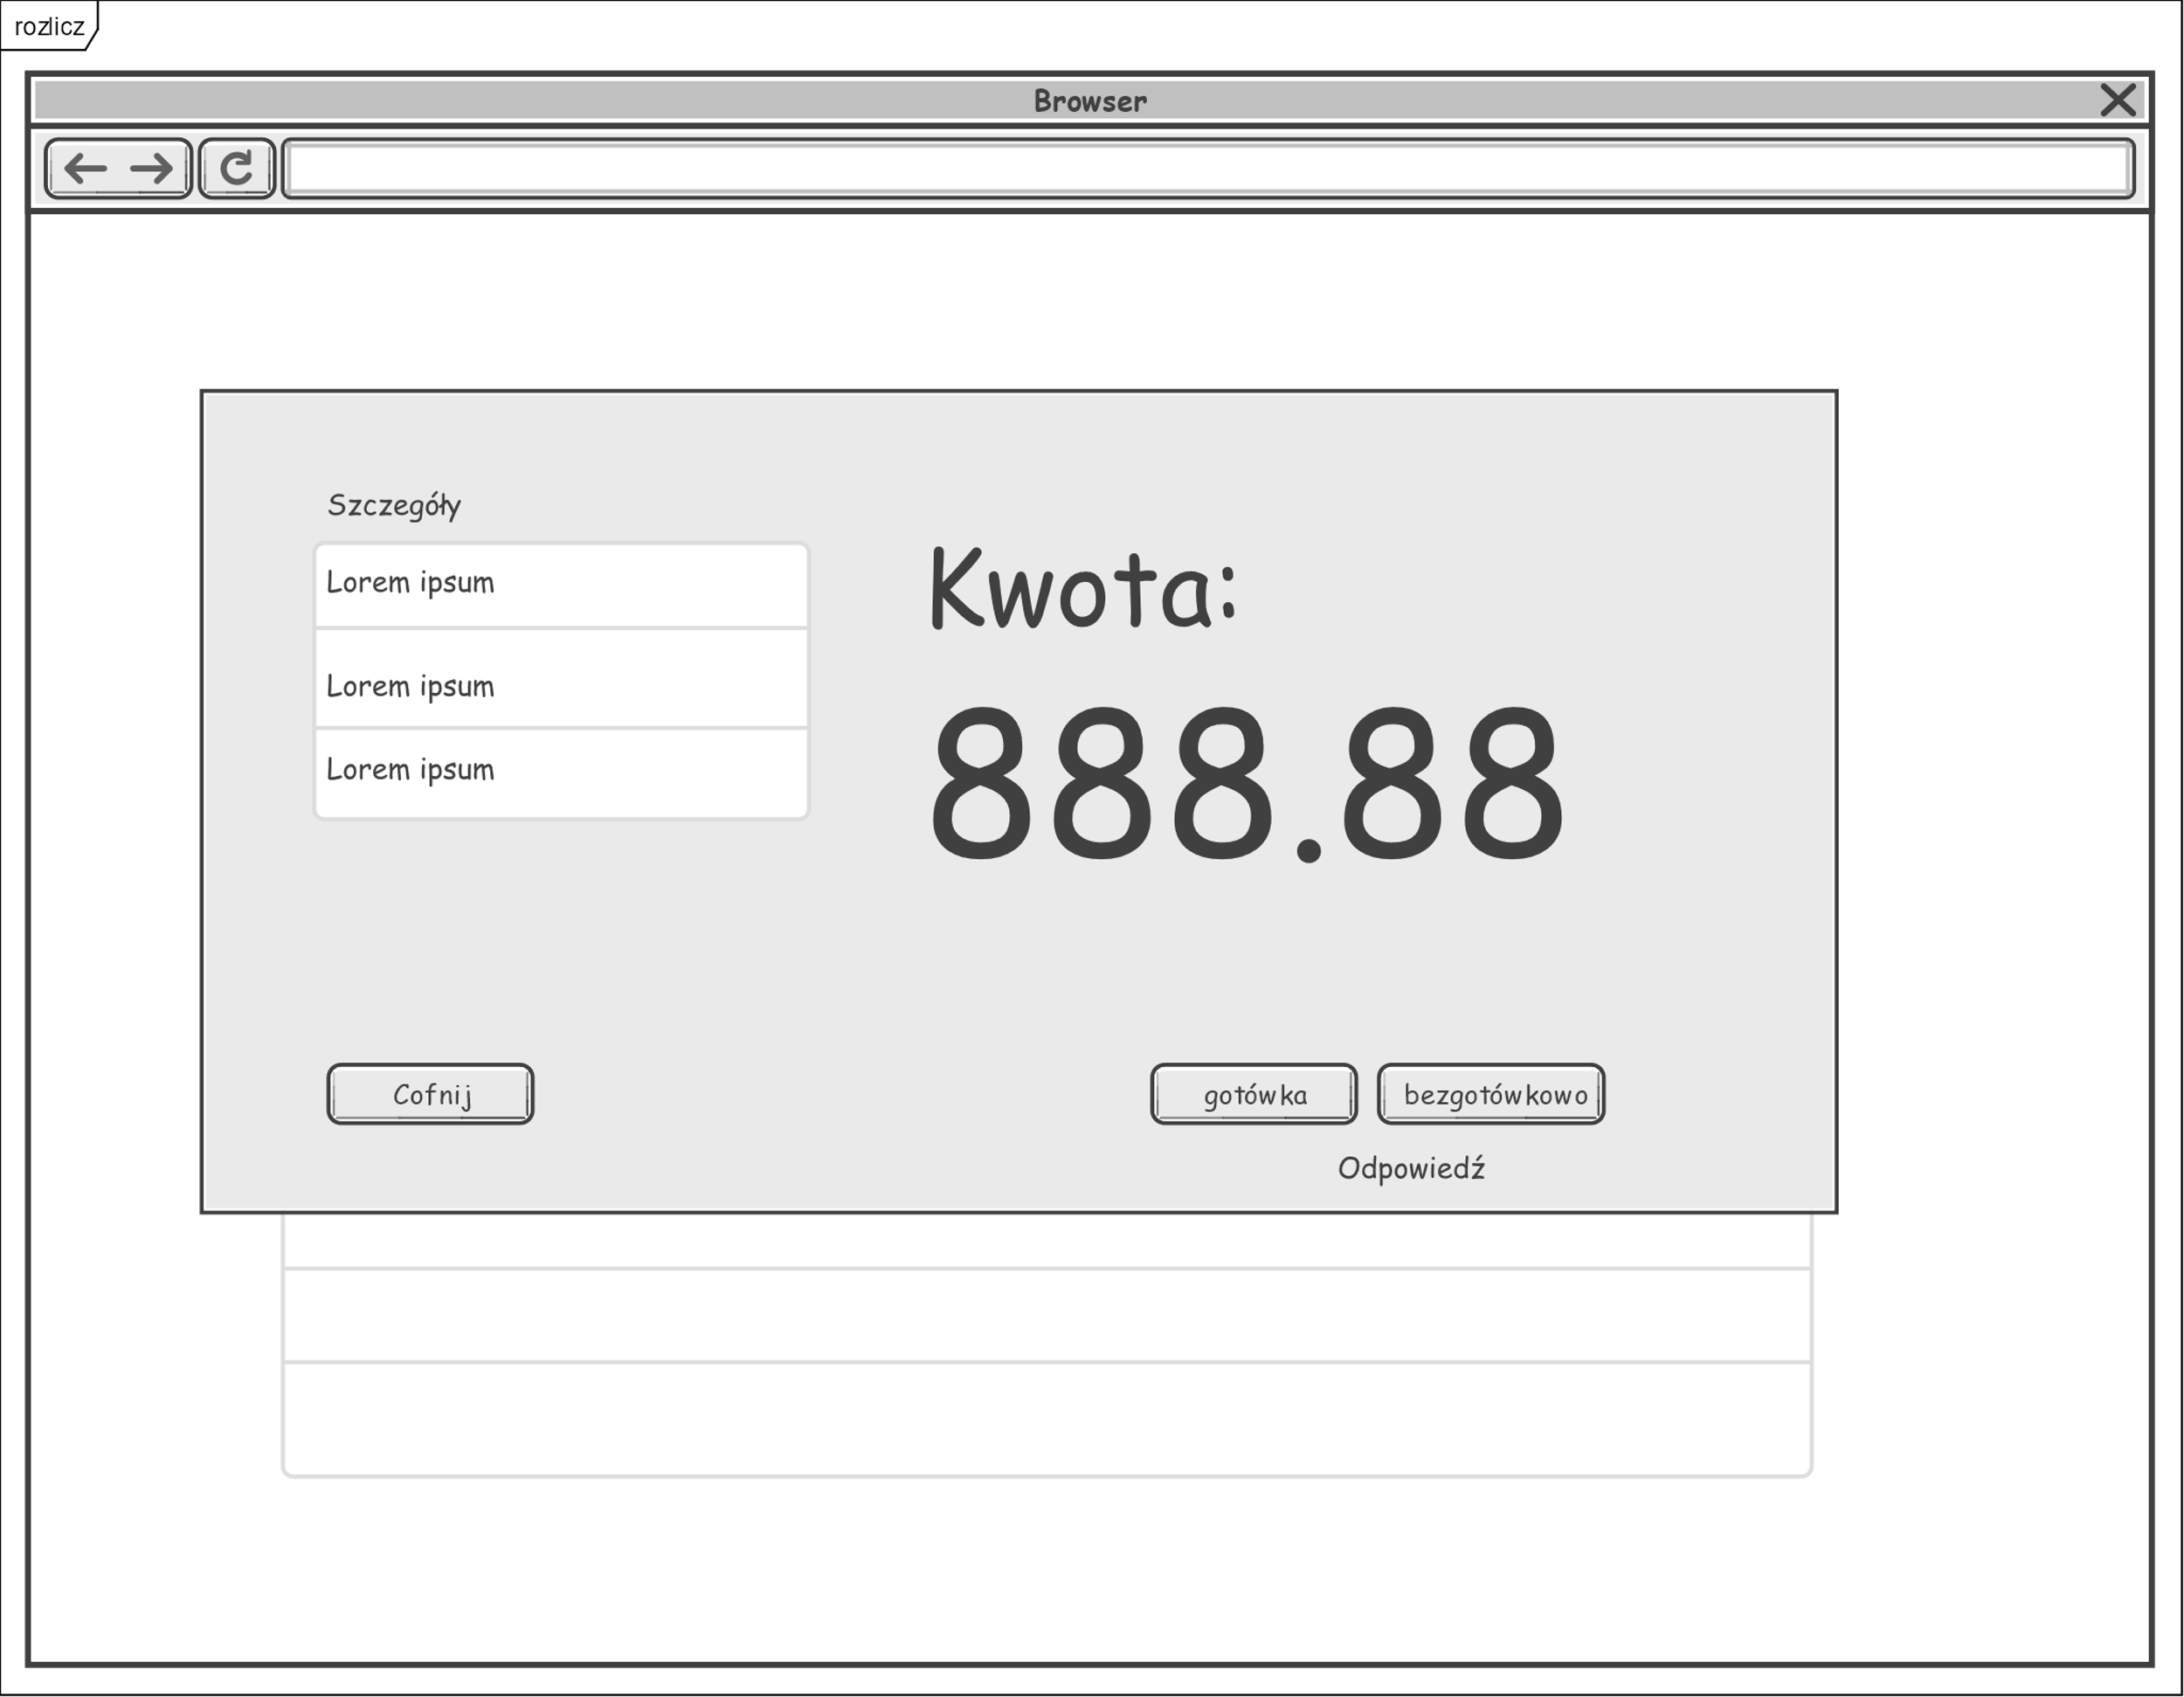 rozlicz
Browser
Szczegóły
Lorem ipsum
Lorem ipsum
Lorem ipsum
Kwota:
888.88
Cofnij
gotówka
bezgotówkowo
Odpowiedź